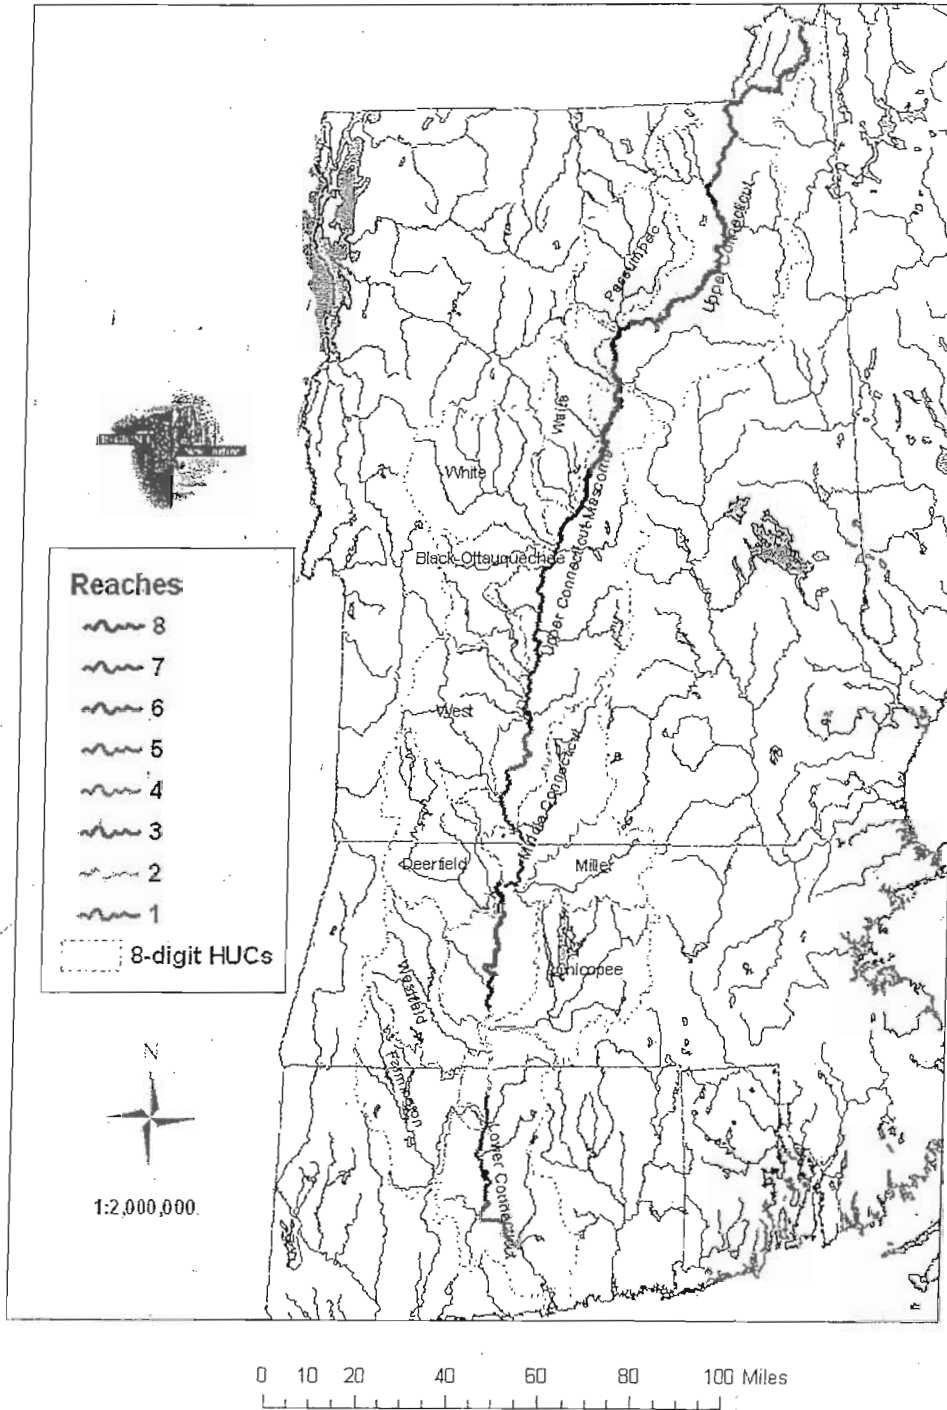 Passumpsic
Upper Connecticut
Waits
White
Upper Connecticut-Mascoma
Black-Ottauquechee
Reaches
8
7
6
5
4
3
2
1
8-digit HUCs
West
Middle Connecticut
Deerfield
Miller
Chicopee
Westfield
Farmington
Lower Connecticut
N
1:2,000,000
0 10 20 40 60 80 100 Miles